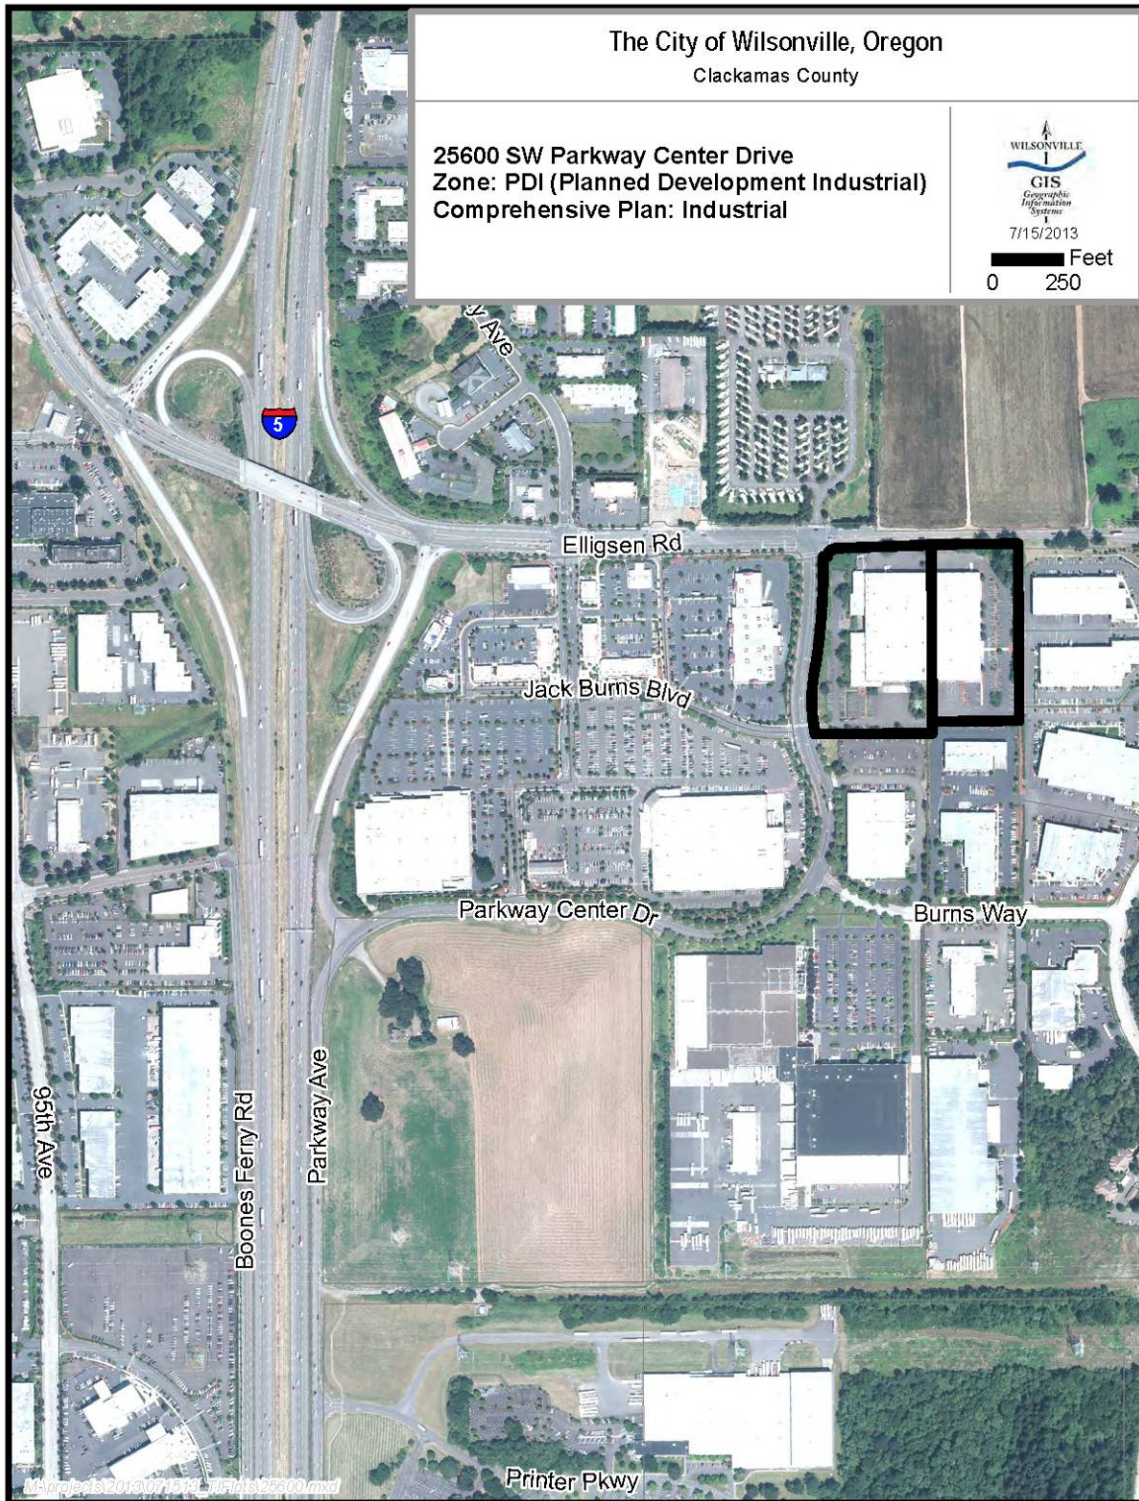 The City of Wilsonville, Oregon
Clackamas County
25600 SW Parkway Center Drive
Zone: PDI (Planned Development Industrial)
Comprehensive Plan: Industrial
WILSONVILLE
GIS
Geographic
Information
Systems
7/15/2013
Feet
0 250
y Ave
5
Elligsen Rd
Jack Burns Blvd
Parkway Center Dr
Burns Way
95th Ave
Boones Ferry Rd
Parkway Ave
Printer Pkwy